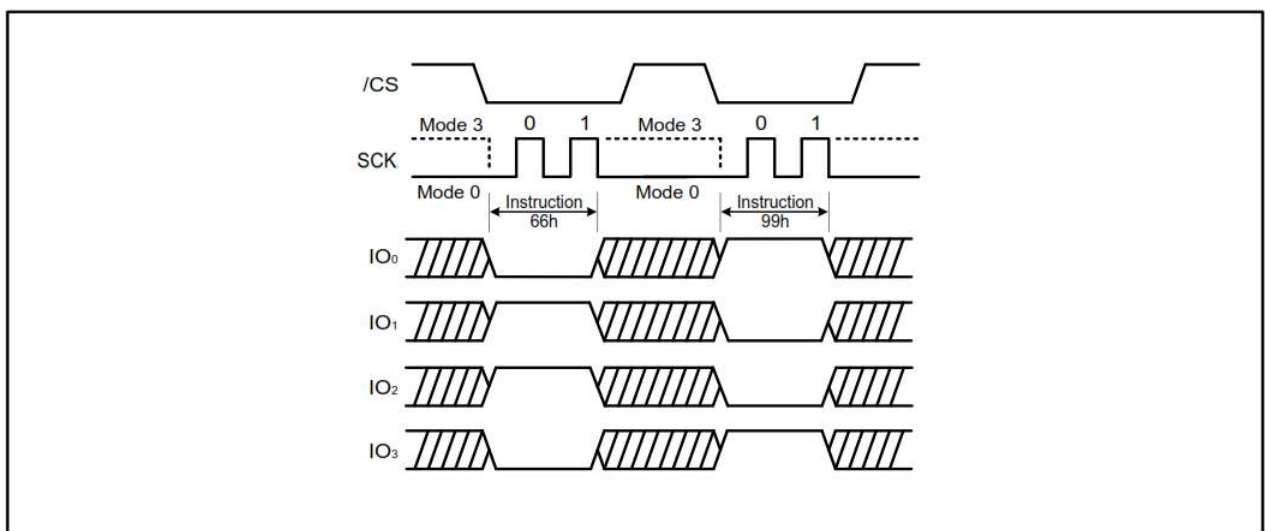 /CS
Mode 3 0 1 Mode 3 0 1
SCK
Mode 0 Mode 0
Instruction Instruction
66h 99h
IO₀
IO₁
IO₂
IO₃